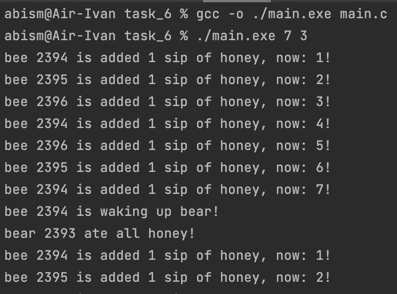 abism@Air-Ivan task_6 % gcc -o ./main.exe main.c
abism@Air-Ivan task_6 % ./main.exe 7 3
bee 2394 is added 1 sip of honey, now: 1!
bee 2395 is added 1 sip of honey, now: 2!
bee 2396 is added 1 sip of honey, now: 3!
bee 2394 is added 1 sip of honey, now: 4!
bee 2396 is added 1 sip of honey, now: 5!
bee 2395 is added 1 sip of honey, now: 6!
bee 2394 is added 1 sip of honey, now: 7!
bee 2394 is waking up bear!
bear 2393 ate all honey!
bee 2394 is added 1 sip of honey, now: 1!
bee 2395 is added 1 sip of honey, now: 2!